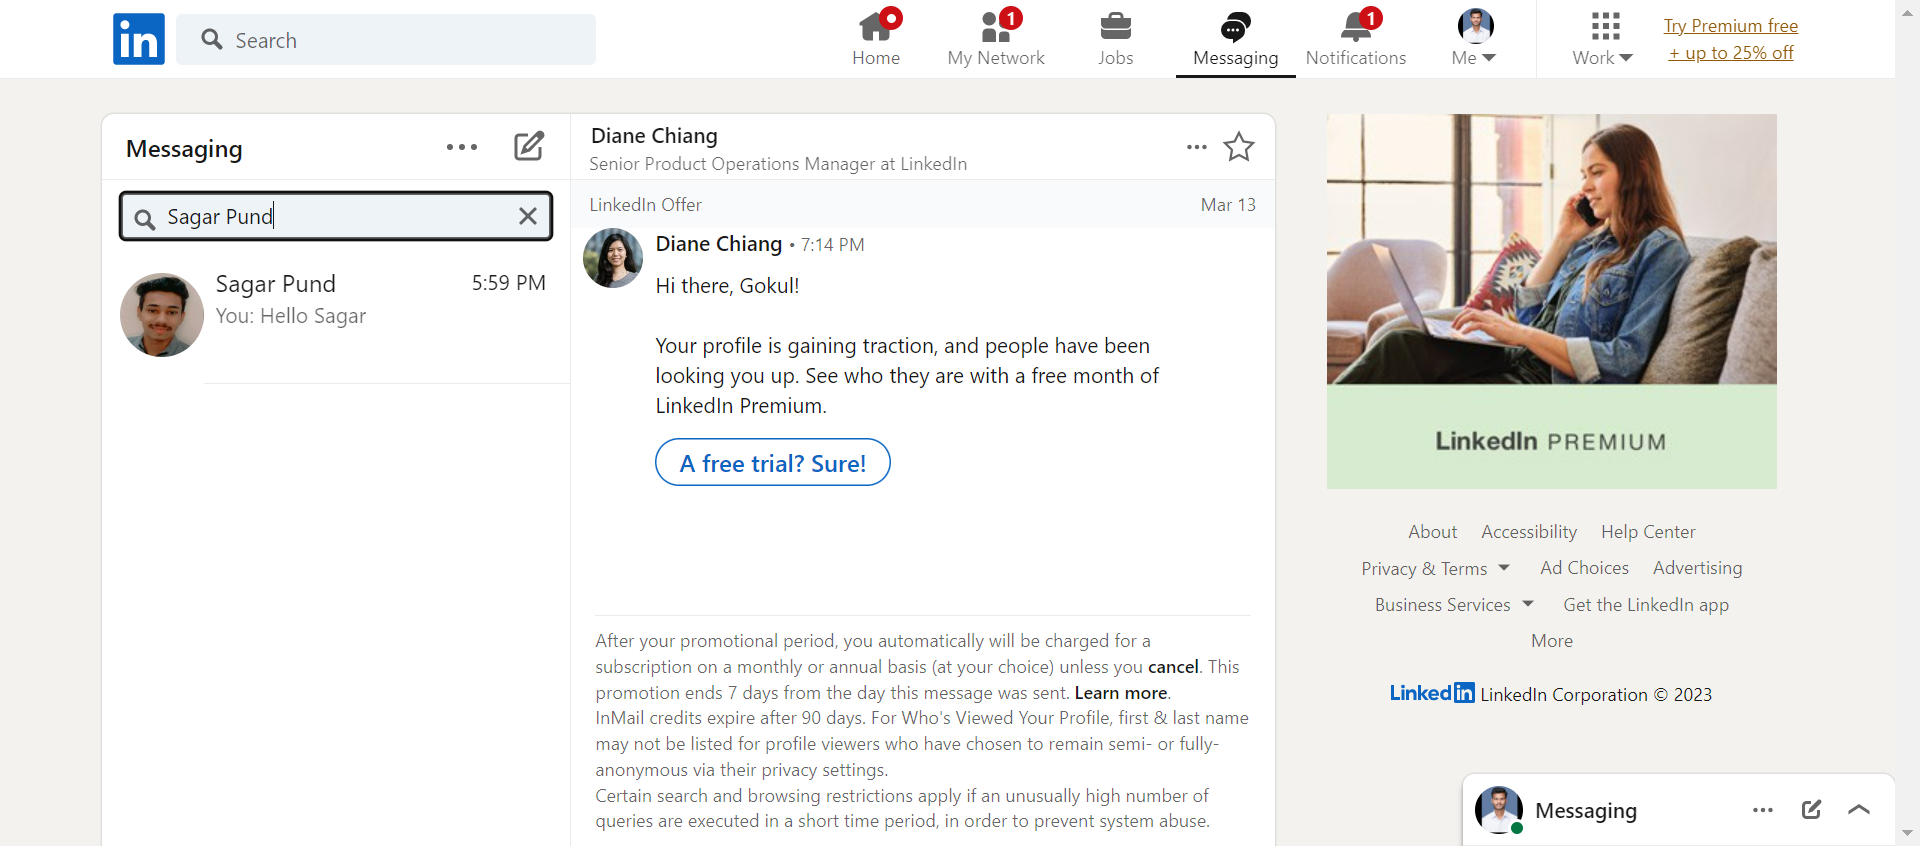 in
Search
Home
1
My Network
Jobs
Messaging
1
Notifications
Me
Work
Try Premium free
+ up to 25% off
Messaging
Sagar Pund
Sagar Pund
5:59 PM
You: Hello Sagar
Diane Chiang
Senior Product Operations Manager at LinkedIn
LinkedIn Offer
Mar 13
Diane Chiang • 7:14 PM
Hi there, Gokul!
Your profile is gaining traction, and people have been
looking you up. See who they are with a free month of
LinkedIn Premium.
A free trial? Sure!
After your promotional period, you automatically will be charged for a
subscription on a monthly or annual basis (at your choice) unless you cancel. This
promotion ends 7 days from the day this message was sent. Learn more.
InMail credits expire after 90 days. For Who's Viewed Your Profile, first & last name
may not be listed for profile viewers who have chosen to remain semi- or fully-
anonymous via their privacy settings.
Certain search and browsing restrictions apply if an unusually high number of
queries are executed in a short time period, in order to prevent system abuse.
LinkedIn PREMIUM
About Accessibility Help Center
Privacy & Terms Ad Choices Advertising
Business Services Get the LinkedIn app
More
LinkedIn LinkedIn Corporation © 2023
Messaging